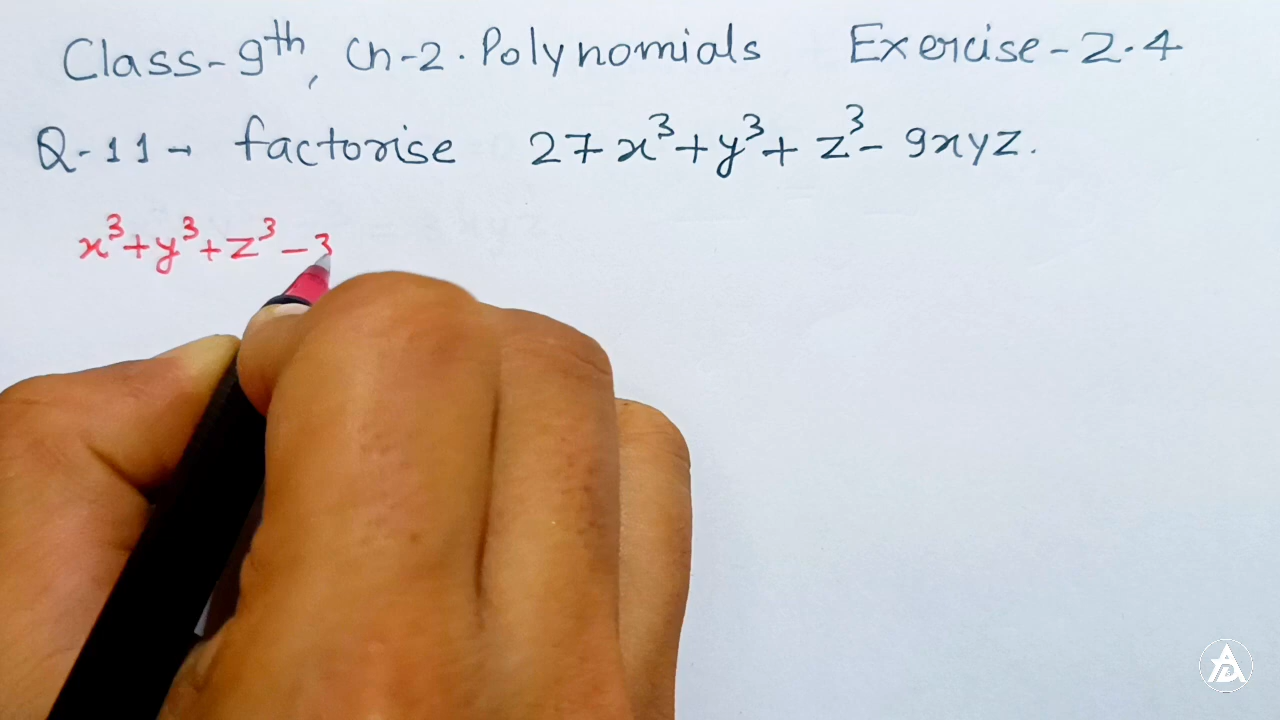 Class-9th, Ch-2. Polynomials Exercise-2.4
Q-11→ factorise 27x³+y³+z³-9xyz.
x³+y³+z³-3